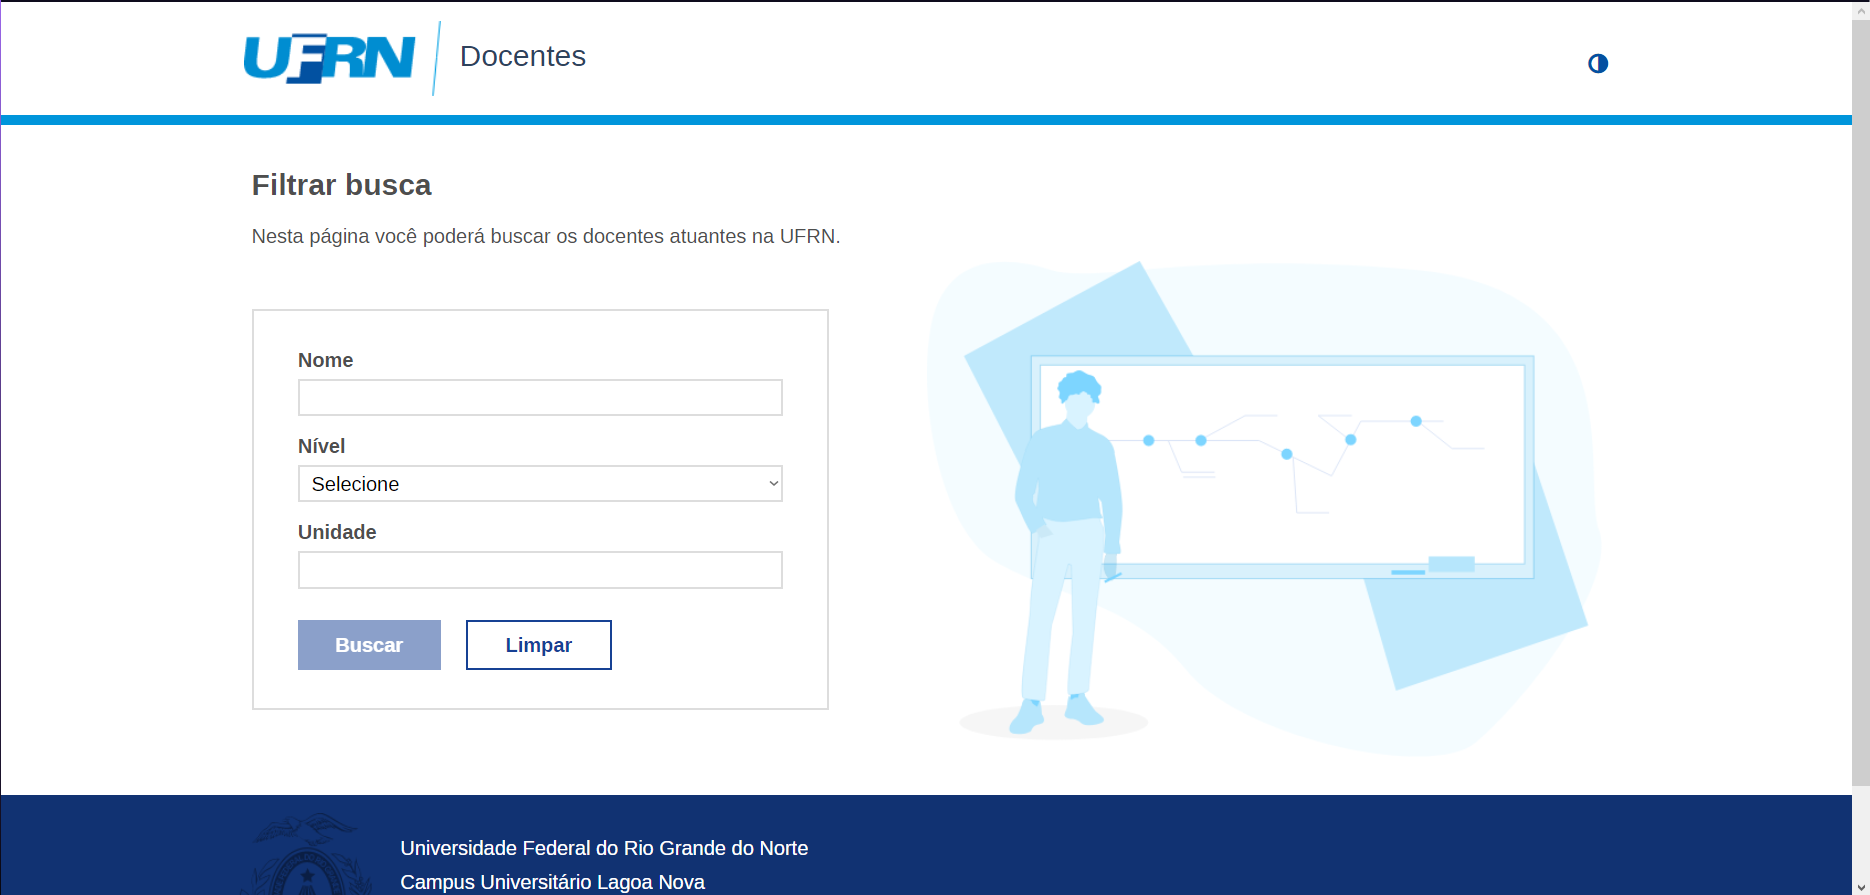 UFRN
Docentes
Filtrar busca
Nesta página você poderá buscar os docentes atuantes na UFRN.
Nome
Nível
Selecione
Unidade
Buscar
Limpar
Universidade Federal do Rio Grande do Norte
Campus Universitário Lagoa Nova